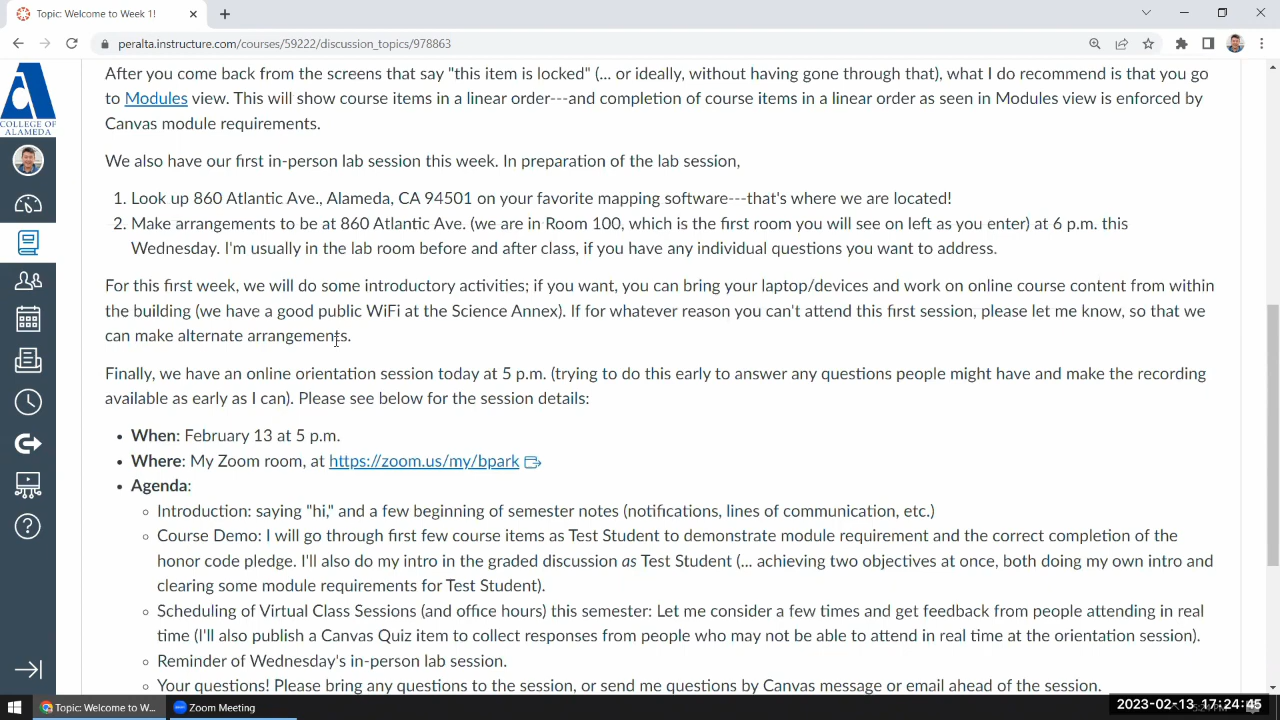 Topic: Welcome to Week 1!
peralta.instructure.com/courses/59222/discussion_topics/978863
COLLEGE OF
ALAMEDA
After you come back from the screens that say "this item is locked" (... or ideally, without having gone through that), what I do recommend is that you go
to Modules view. This will show course items in a linear order---and completion of course items in a linear order as seen in Modules view is enforced by
Canvas module requirements.
We also have our first in-person lab session this week. In preparation of the lab session,
1. Look up 860 Atlantic Ave., Alameda, CA 94501 on your favorite mapping software---that's where we are located!
2. Make arrangements to be at 860 Atlantic Ave. (we are in Room 100, which is the first room you will see on left as you enter) at 6 p.m. this
Wednesday. I'm usually in the lab room before and after class, if you have any individual questions you want to address.
For this first week, we will do some introductory activities; if you want, you can bring your laptop/devices and work on online course content from within
the building (we have a good public WiFi at the Science Annex). If for whatever reason you can't attend this first session, please let me know, so that we
can make alternate arrangements.
Finally, we have an online orientation session today at 5 p.m. (trying to do this early to answer any questions people might have and make the recording
available as early as I can). Please see below for the session details:
• When: February 13 at 5 p.m.
• Where: My Zoom room, at https://zoom.us/my/bpark
• Agenda:
◦ Introduction: saying "hi," and a few beginning of semester notes (notifications, lines of communication, etc.)
◦ Course Demo: I will go through first few course items as Test Student to demonstrate module requirement and the correct completion of the
honor code pledge. I'll also do my intro in the graded discussion as Test Student (... achieving two objectives at once, both doing my own intro and
clearing some module requirements for Test Student).
◦ Scheduling of Virtual Class Sessions (and office hours) this semester: Let me consider a few times and get feedback from people attending in real
time (I'll also publish a Canvas Quiz item to collect responses from people who may not be able to attend in real time at the orientation session).
◦ Reminder of Wednesday's in-person lab session.
◦ Your questions! Please bring any questions to the session, or send me questions by Canvas message or email ahead of the session.
Topic: Welcome to W...
Zoom Meeting
2023-02-13 17:24:45